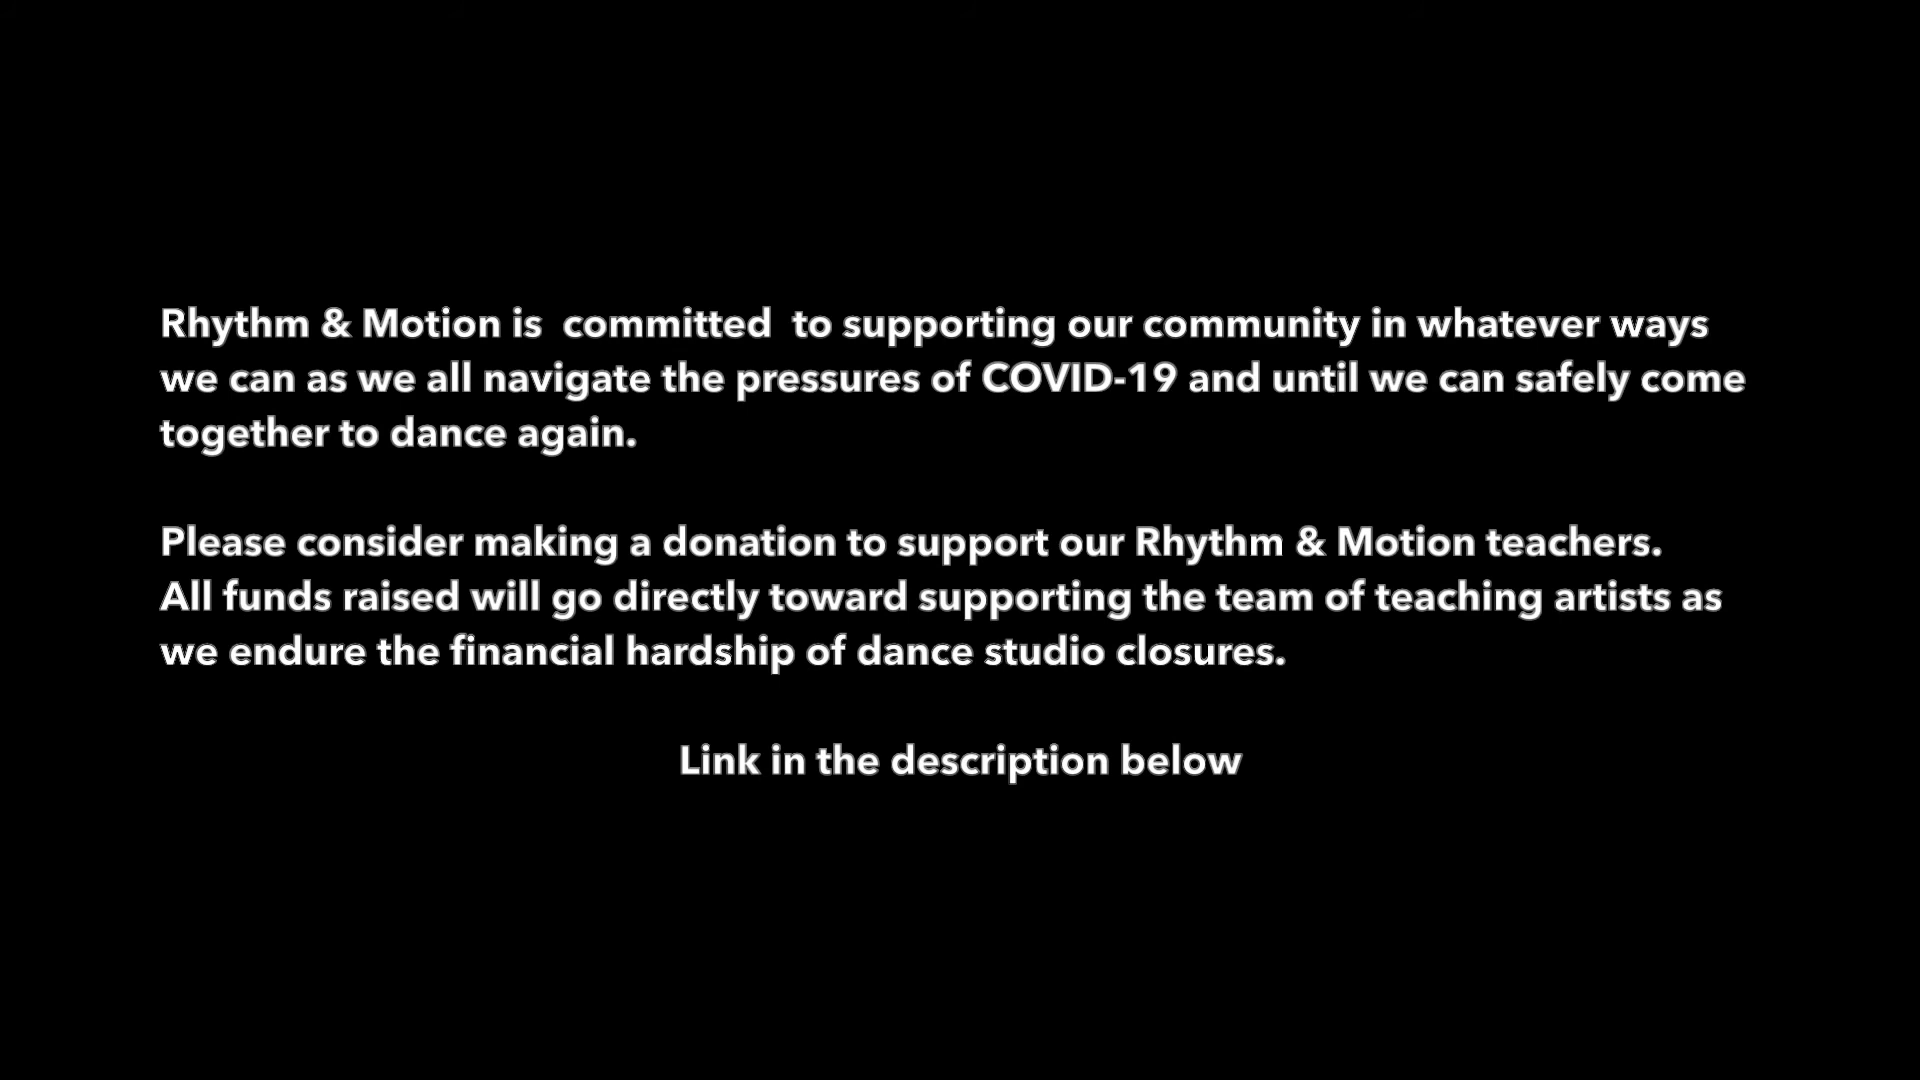 Rhythm & Motion is  committed  to supporting our community in whatever ways
we can as we all navigate the pressures of COVID-19 and until we can safely come
together to dance again.
Please consider making a donation to support our Rhythm & Motion teachers.
All funds raised will go directly toward supporting the team of teaching artists as
we endure the financial hardship of dance studio closures.
Link in the description below